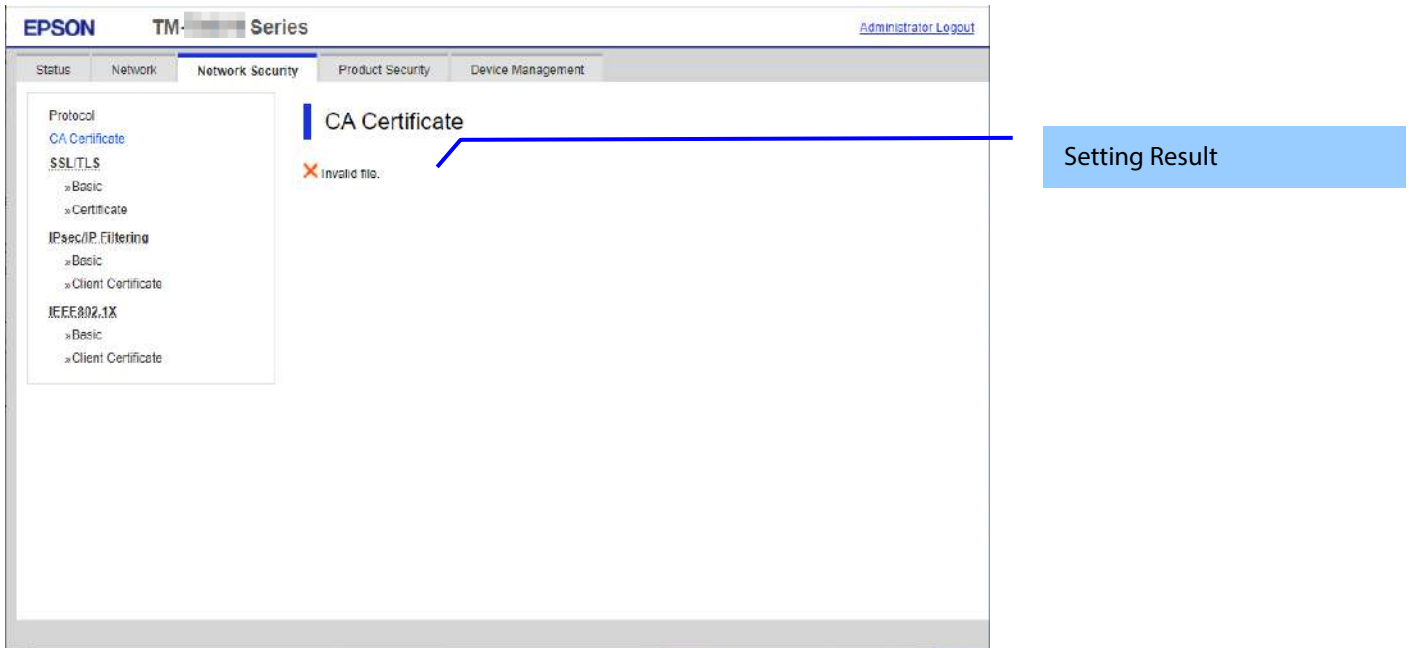 EPSON TM- Series Administrator Logout
Status Network Network Security Product Security Device Management
Protocol
CA Certificate
SSL/TLS
»Basic
»Certificate
IPsec/IP Filtering
»Basic
»Client Certificate
IEEE802.1X
»Basic
»Client Certificate
CA Certificate
Invalid file.
Setting Result